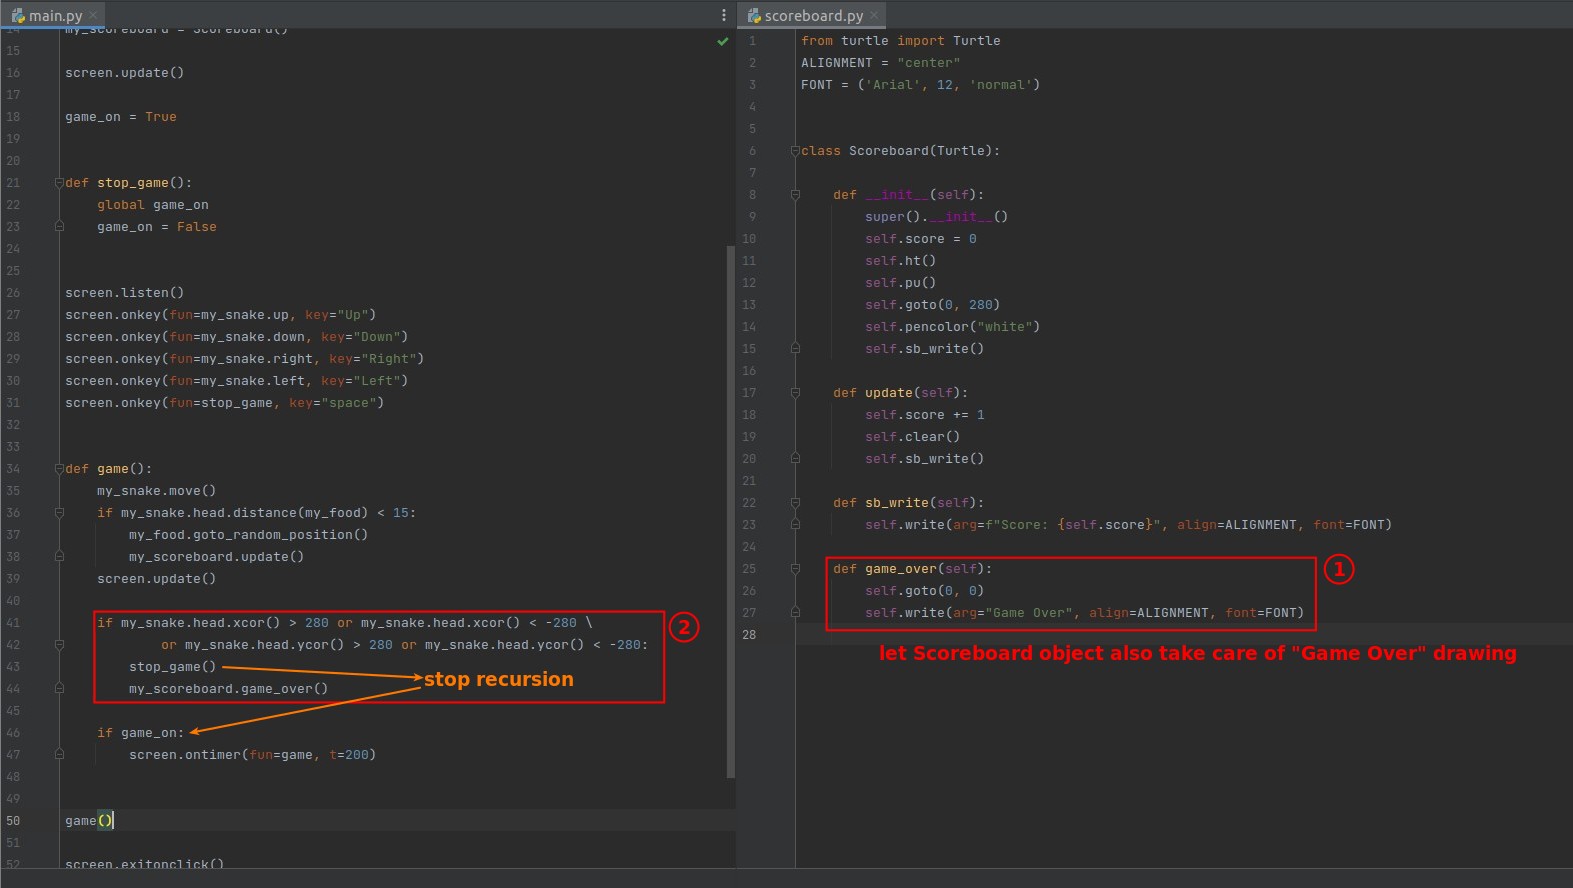 main.py
14 my_scoreboard = Scoreboard()
15
16 screen.update()
17
18 game_on = True
19
20
21 def stop_game():
22     global game_on
23     game_on = False
24
25
26 screen.listen()
27 screen.onkey(fun=my_snake.up, key="Up")
28 screen.onkey(fun=my_snake.down, key="Down")
29 screen.onkey(fun=my_snake.right, key="Right")
30 screen.onkey(fun=my_snake.left, key="Left")
31 screen.onkey(fun=stop_game, key="space")
32
33
34 def game():
35     my_snake.move()
36     if my_snake.head.distance(my_food) < 15:
37         my_food.goto_random_position()
38         my_scoreboard.update()
39     screen.update()
40
41     if my_snake.head.xcor() > 280 or my_snake.head.xcor() < -280 \
42             or my_snake.head.ycor() > 280 or my_snake.head.ycor() < -280:
43         stop_game()
44         my_scoreboard.game_over()
45
46     if game_on:
47         screen.ontimer(fun=game, t=200)
48
49
50 game()
51
52 screen.exitonclick()
2
stop recursion
scoreboard.py
1 from turtle import Turtle
2 ALIGNMENT = "center"
3 FONT = ('Arial', 12, 'normal')
4
5
6 class Scoreboard(Turtle):
7
8     def __init__(self):
9         super().__init__()
10         self.score = 0
11         self.ht()
12         self.pu()
13         self.goto(0, 280)
14         self.pencolor("white")
15         self.sb_write()
16
17     def update(self):
18         self.score += 1
19         self.clear()
20         self.sb_write()
21
22     def sb_write(self):
23         self.write(arg=f"Score: {self.score}", align=ALIGNMENT, font=FONT)
24
25     def game_over(self):
26         self.goto(0, 0)
27         self.write(arg="Game Over", align=ALIGNMENT, font=FONT)
28
1
let Scoreboard object also take care of "Game Over" drawing